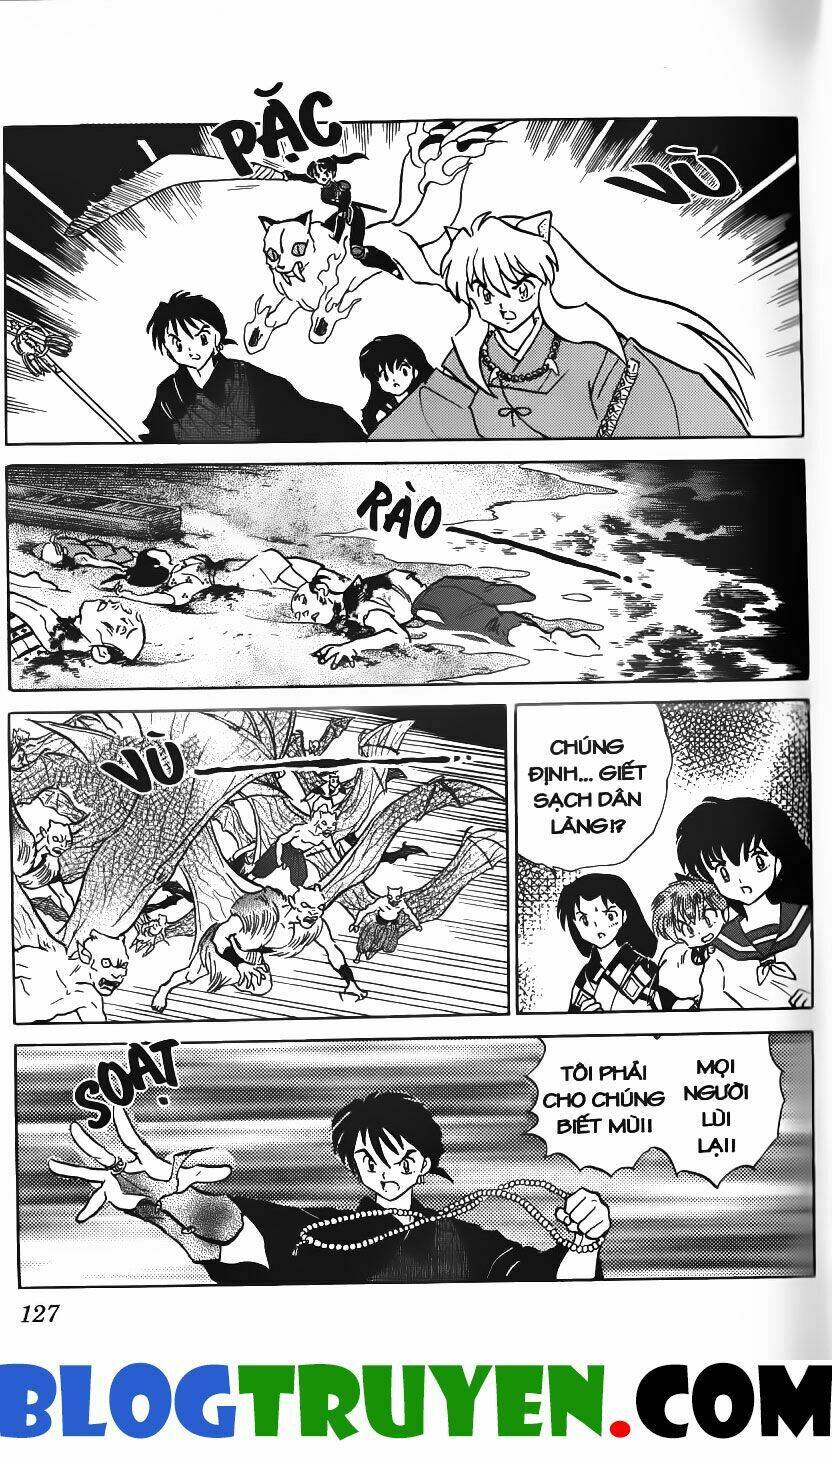 PẶC
VÙ
RÀO
VÙ
CHÚNG
ĐỊNH... GIẾT
SẠCH DÂN
LÀNG!?
SOẠT
MỌI
NGƯỜI
LÙI
LẠI!
TÔI PHẢI
CHO CHÚNG
BIẾT MÙI!
127
BLOGTRUYEN.COM